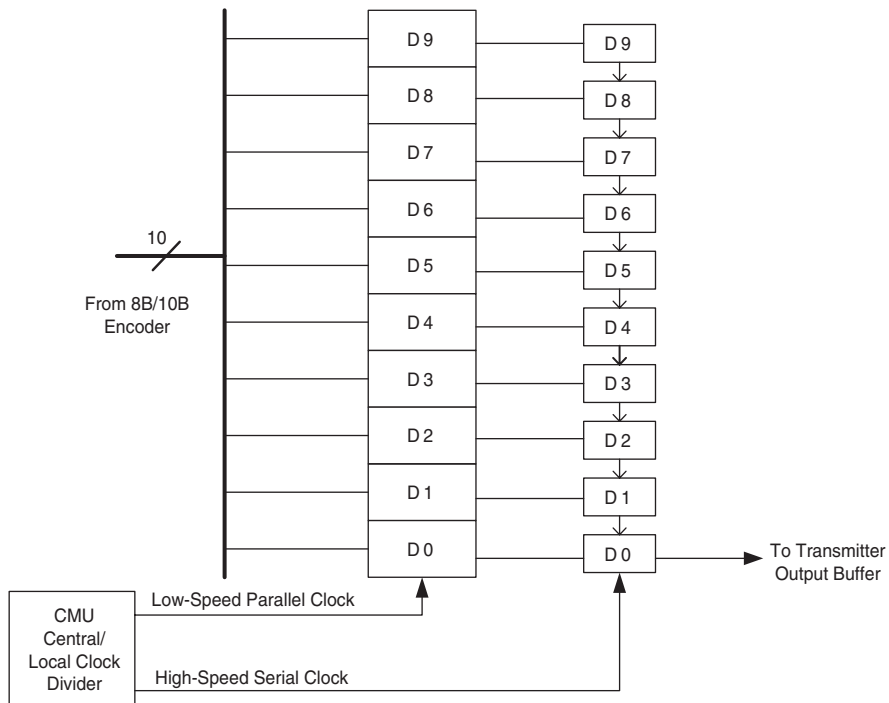 D9
D9
D8
D8
D7
D7
D6
D6
10
D5
D5
From 8B/10B
Encoder
D4
D4
D3
D3
D2
D2
D1
D1
D0
D0
To Transmitter
Output Buffer
Low-Speed Parallel Clock
CMU
Central/
Local Clock
Divider
High-Speed Serial Clock